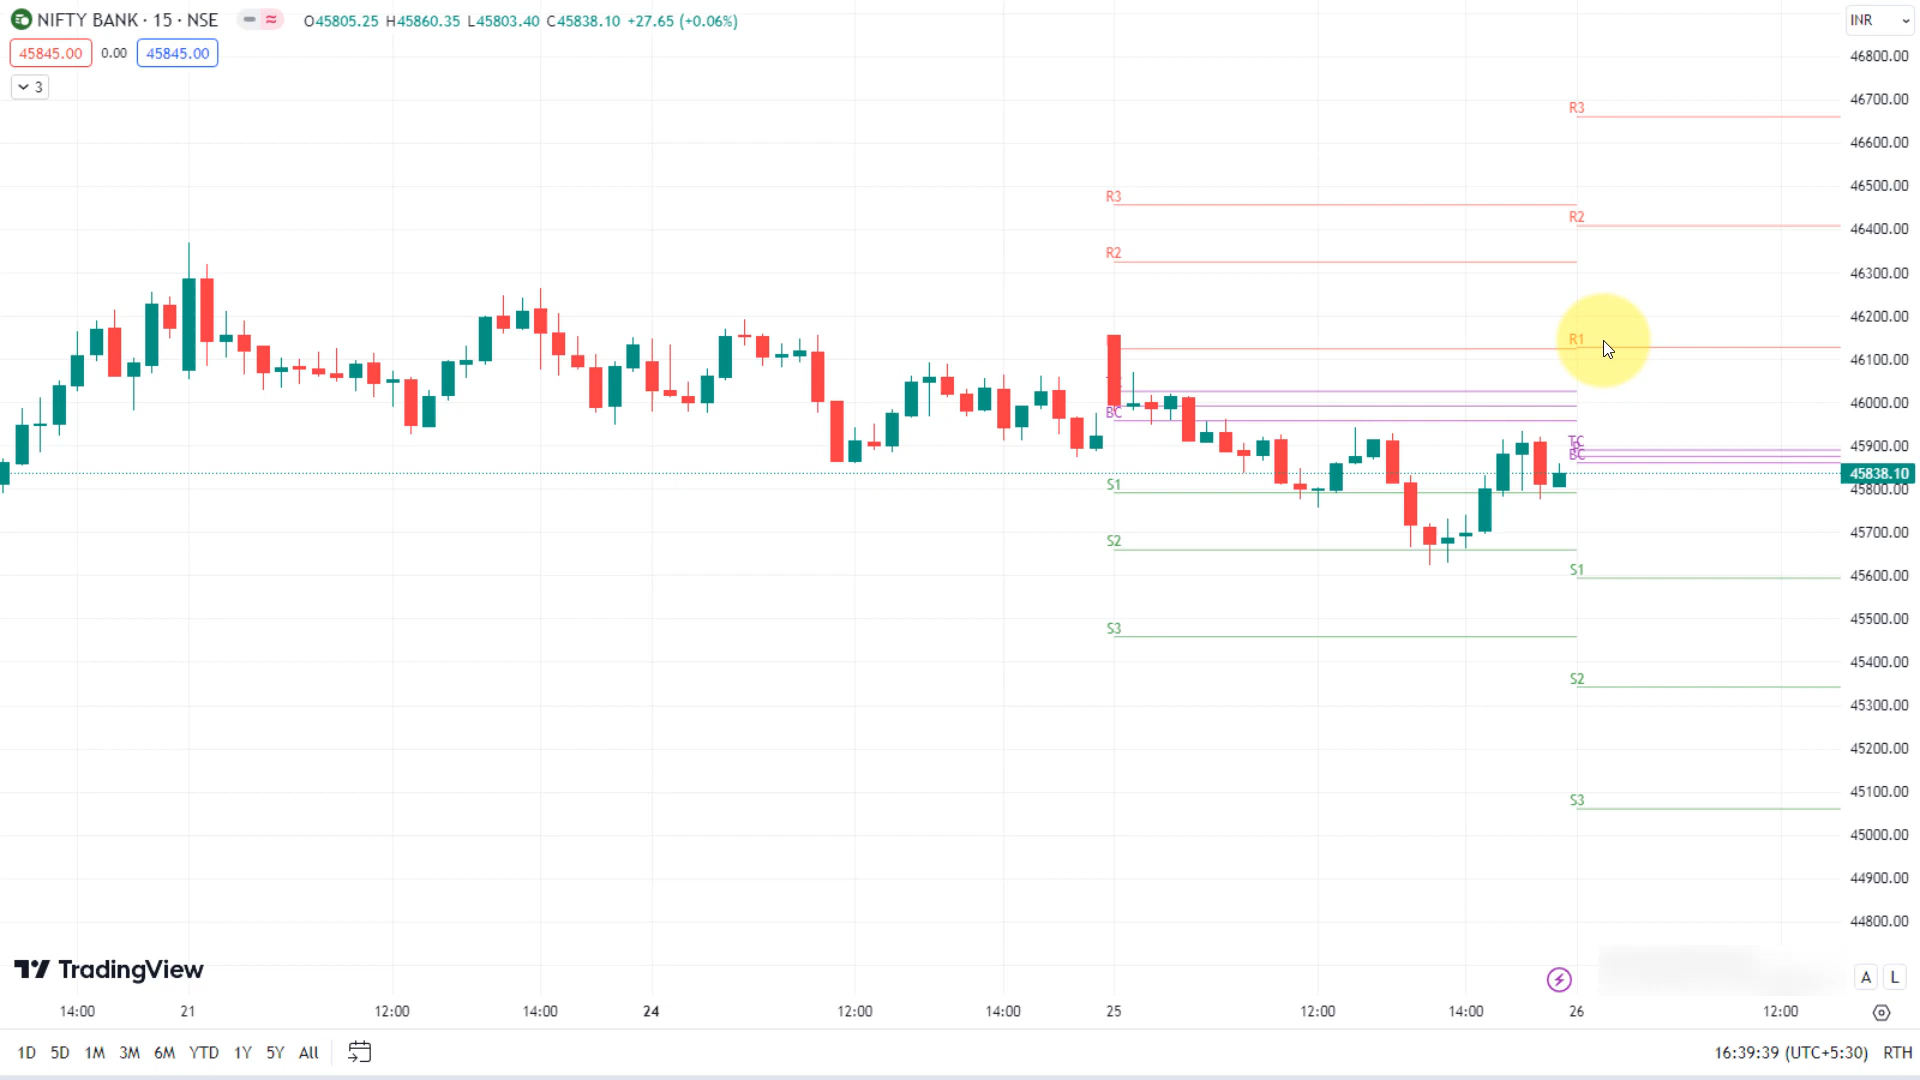 NIFTY BANK · 15 · NSE
O45805.25 H45860.35 L45803.40 C45838.10 +27.65 (+0.06%)
INR
45845.00 0.00 45845.00
3
46800.00
46700.00
R3
46600.00
46500.00
R3
R2
46400.00
R2
46300.00
46200.00
R1
46100.00
46000.00
BC
45900.00
TC
BC
45838.10
45800.00
S1
45700.00
S2
S1
45600.00
45500.00
S3
45400.00
S2
45300.00
45200.00
45100.00
S3
45000.00
44900.00
44800.00
TradingView
A L
14:00 21 12:00 14:00 24 12:00 14:00 25 12:00 14:00 26 12:00
1D 5D 1M 3M 6M YTD 1Y 5Y All
16:39:39 (UTC+5:30) RTH